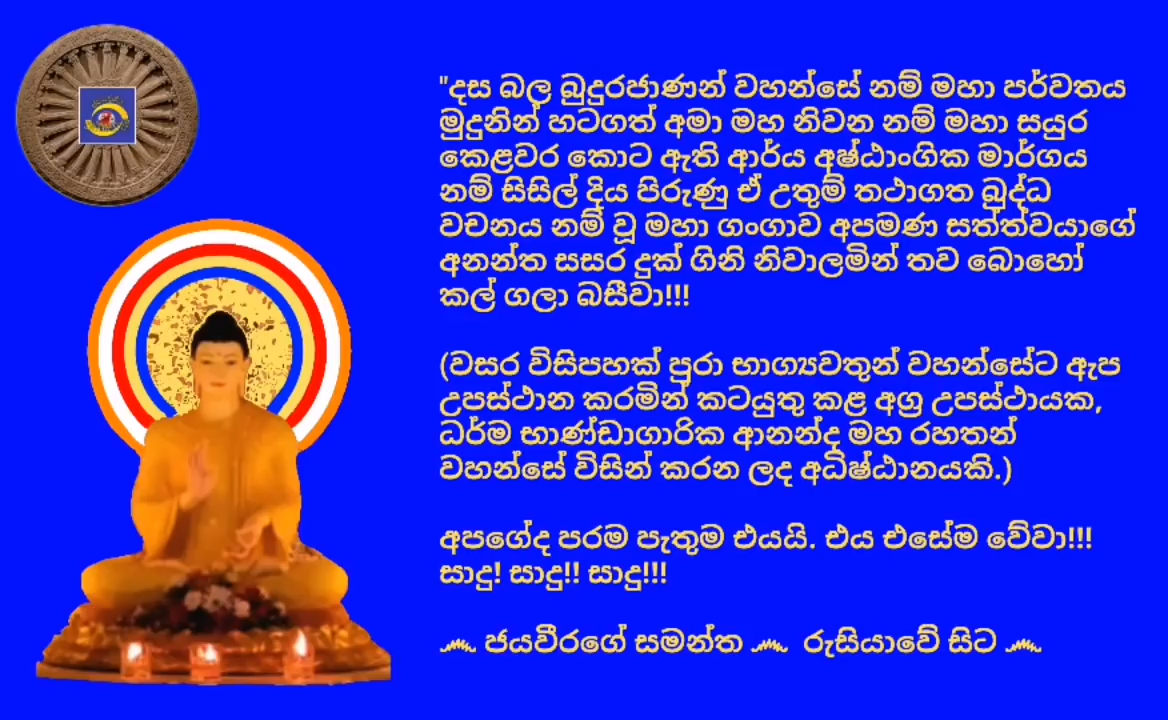 "දස බල බුදුරජාණන් වහන්සේ නම් මහා පර්වතය
මුදුනින් හටගත් අමා මහ නිවන නම් මහා සයුර
කෙළවර කොට ඇති ආර්ය අෂ්ඨාංගික මාර්ගය
නම් සිසිල් දිය පිරුණු ඒ උතුම් තථාගත බුද්ධ
වචනය නම් වූ මහා ගංගාව අපමණ සත්ත්වයාගේ
අනන්ත සසර දුක් ගිනි නිවාලමින් තව බොහෝ
කල් ගලා බසීවා!!!
(වසර විසිපහක් පුරා භාග්‍යවතුන් වහන්සේට ඇප
උපස්ථාන කරමින් කටයුතු කළ අග්‍ර උපස්ථායක,
ධර්ම භාණ්ඩාගාරික ආනන්ද මහ රහතන්
වහන්සේ විසින් කරන ලද අධිෂ්ඨානයකි.)
අපගේද පරම පැතුම එයයි. එය එසේම වේවා!!!
සාදු! සාදු!! සාදු!!!
෴ ජයවීරගේ සමන්ත ෴ රුසියාවේ සිට ෴